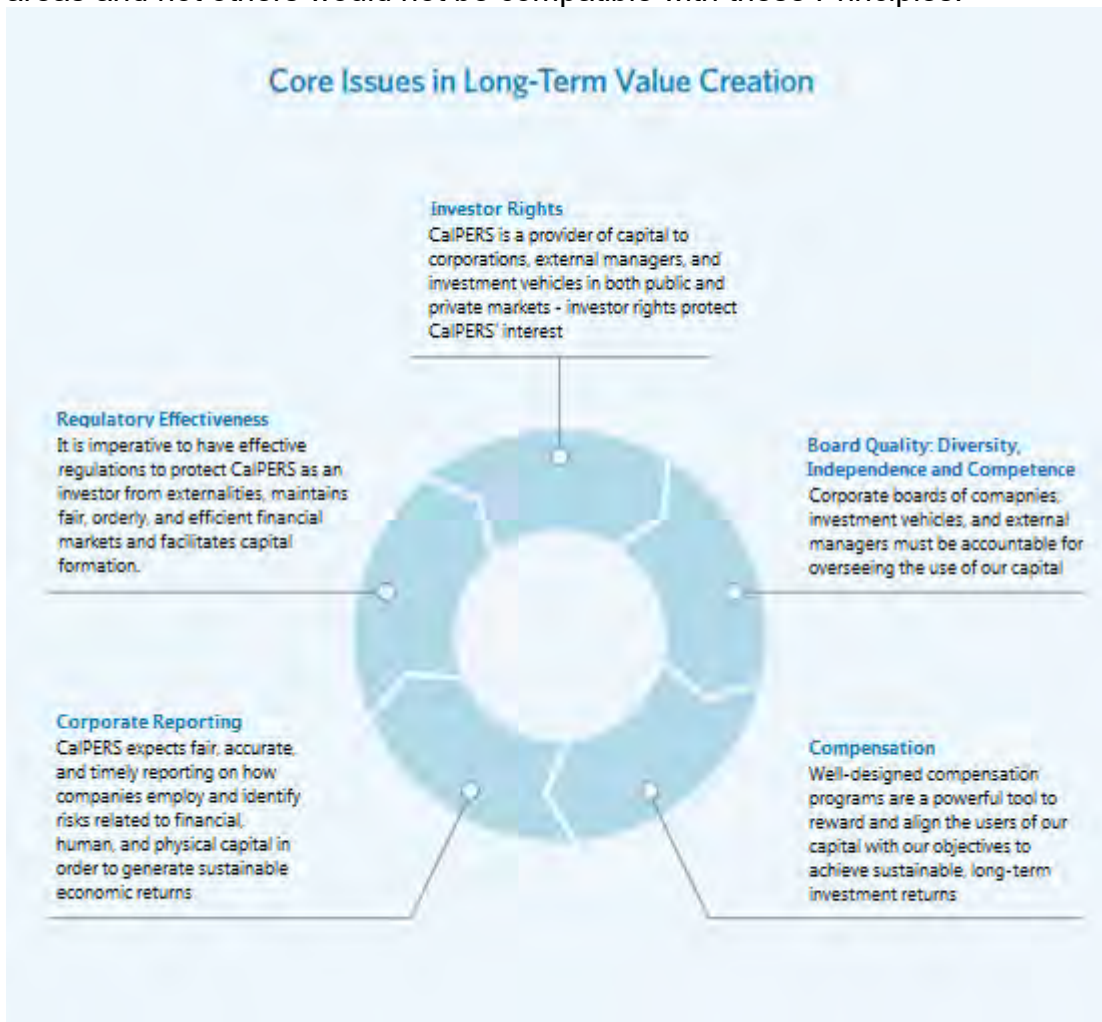 areas and not others would not be compatible with these Principles.
Core Issues in Long-Term Value Creation
Investor Rights
CalPERS is a provider of capital to
corporations, external managers, and
investment vehicles in both public and
private markets - investor rights protect
CalPERS' interest
Regulatory Effectiveness
It is imperative to have effective
regulations to protect CalPERS as an
investor from externalities, maintains
fair, orderly, and efficient financial
markets and facilitates capital
formation.
Board Quality: Diversity,
Independence and Competence
Corporate boards of comapnies,
investment vehicles, and external
managers must be accountable for
overseeing the use of our capital
Corporate Reporting
CalPERS expects fair, accurate,
and timely reporting on how
companies employ and identify
risks related to financial,
human, and physical capital in
order to generate sustainable
economic returns
Compensation
Well-designed compensation
programs are a powerful tool to
reward and align the users of our
capital with our objectives to
achieve sustainable, long-term
investment returns